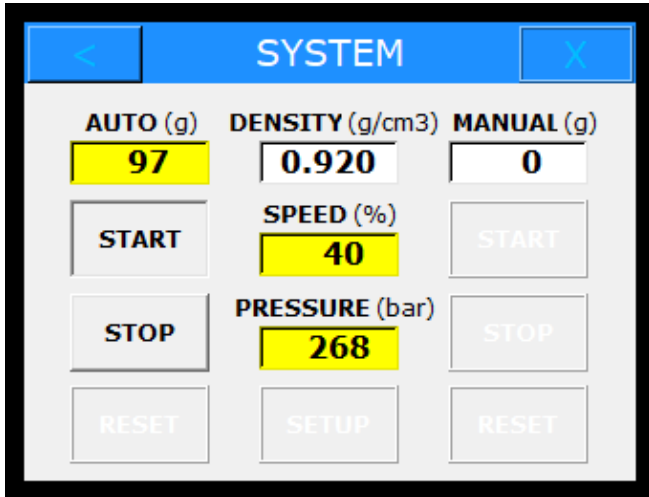 < SYSTEM X
AUTO (g) DENSITY (g/cm3) MANUAL (g)
97 0.920 0
SPEED (%)
START 40 START
PRESSURE (bar)
STOP 268 STOP
RESET SETUP RESET